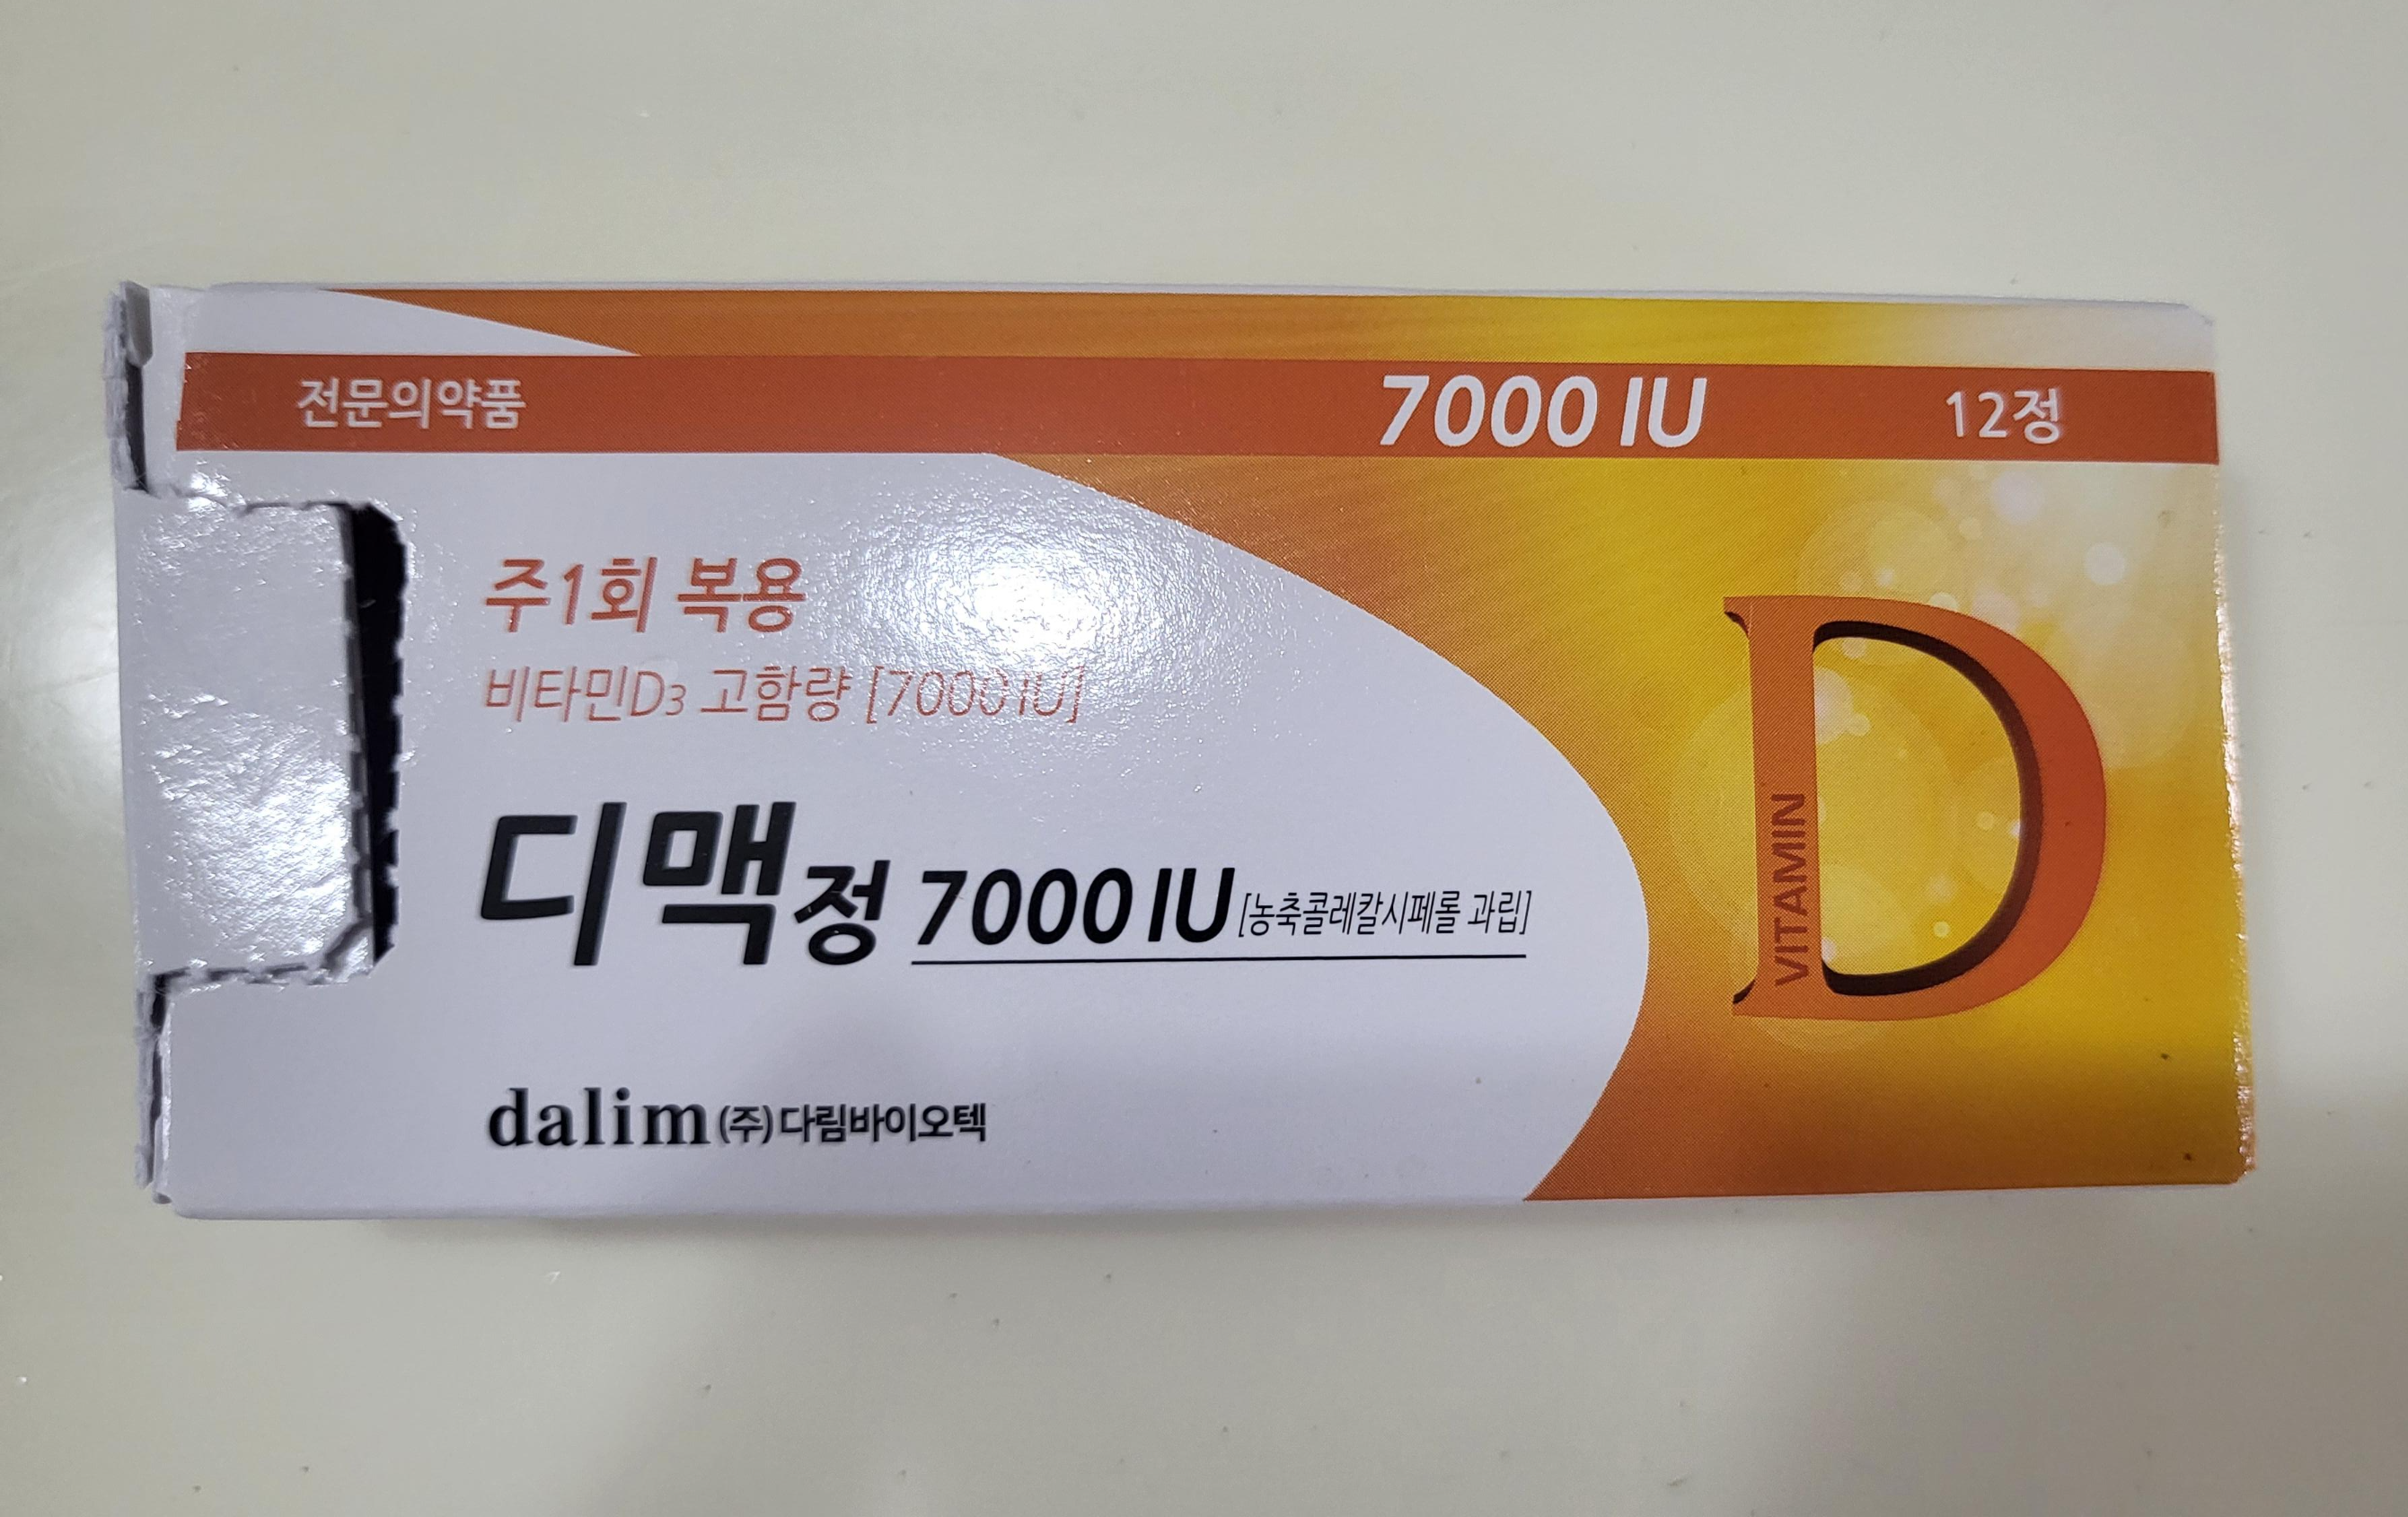 전문의약품 7000 IU 12정
주1회 복용
비타민D3 고함량 [7000IU]
디맥정 7000 IU [농축콜레칼시페롤 과립]
VITAMIN D
dalim (주)다림바이오텍